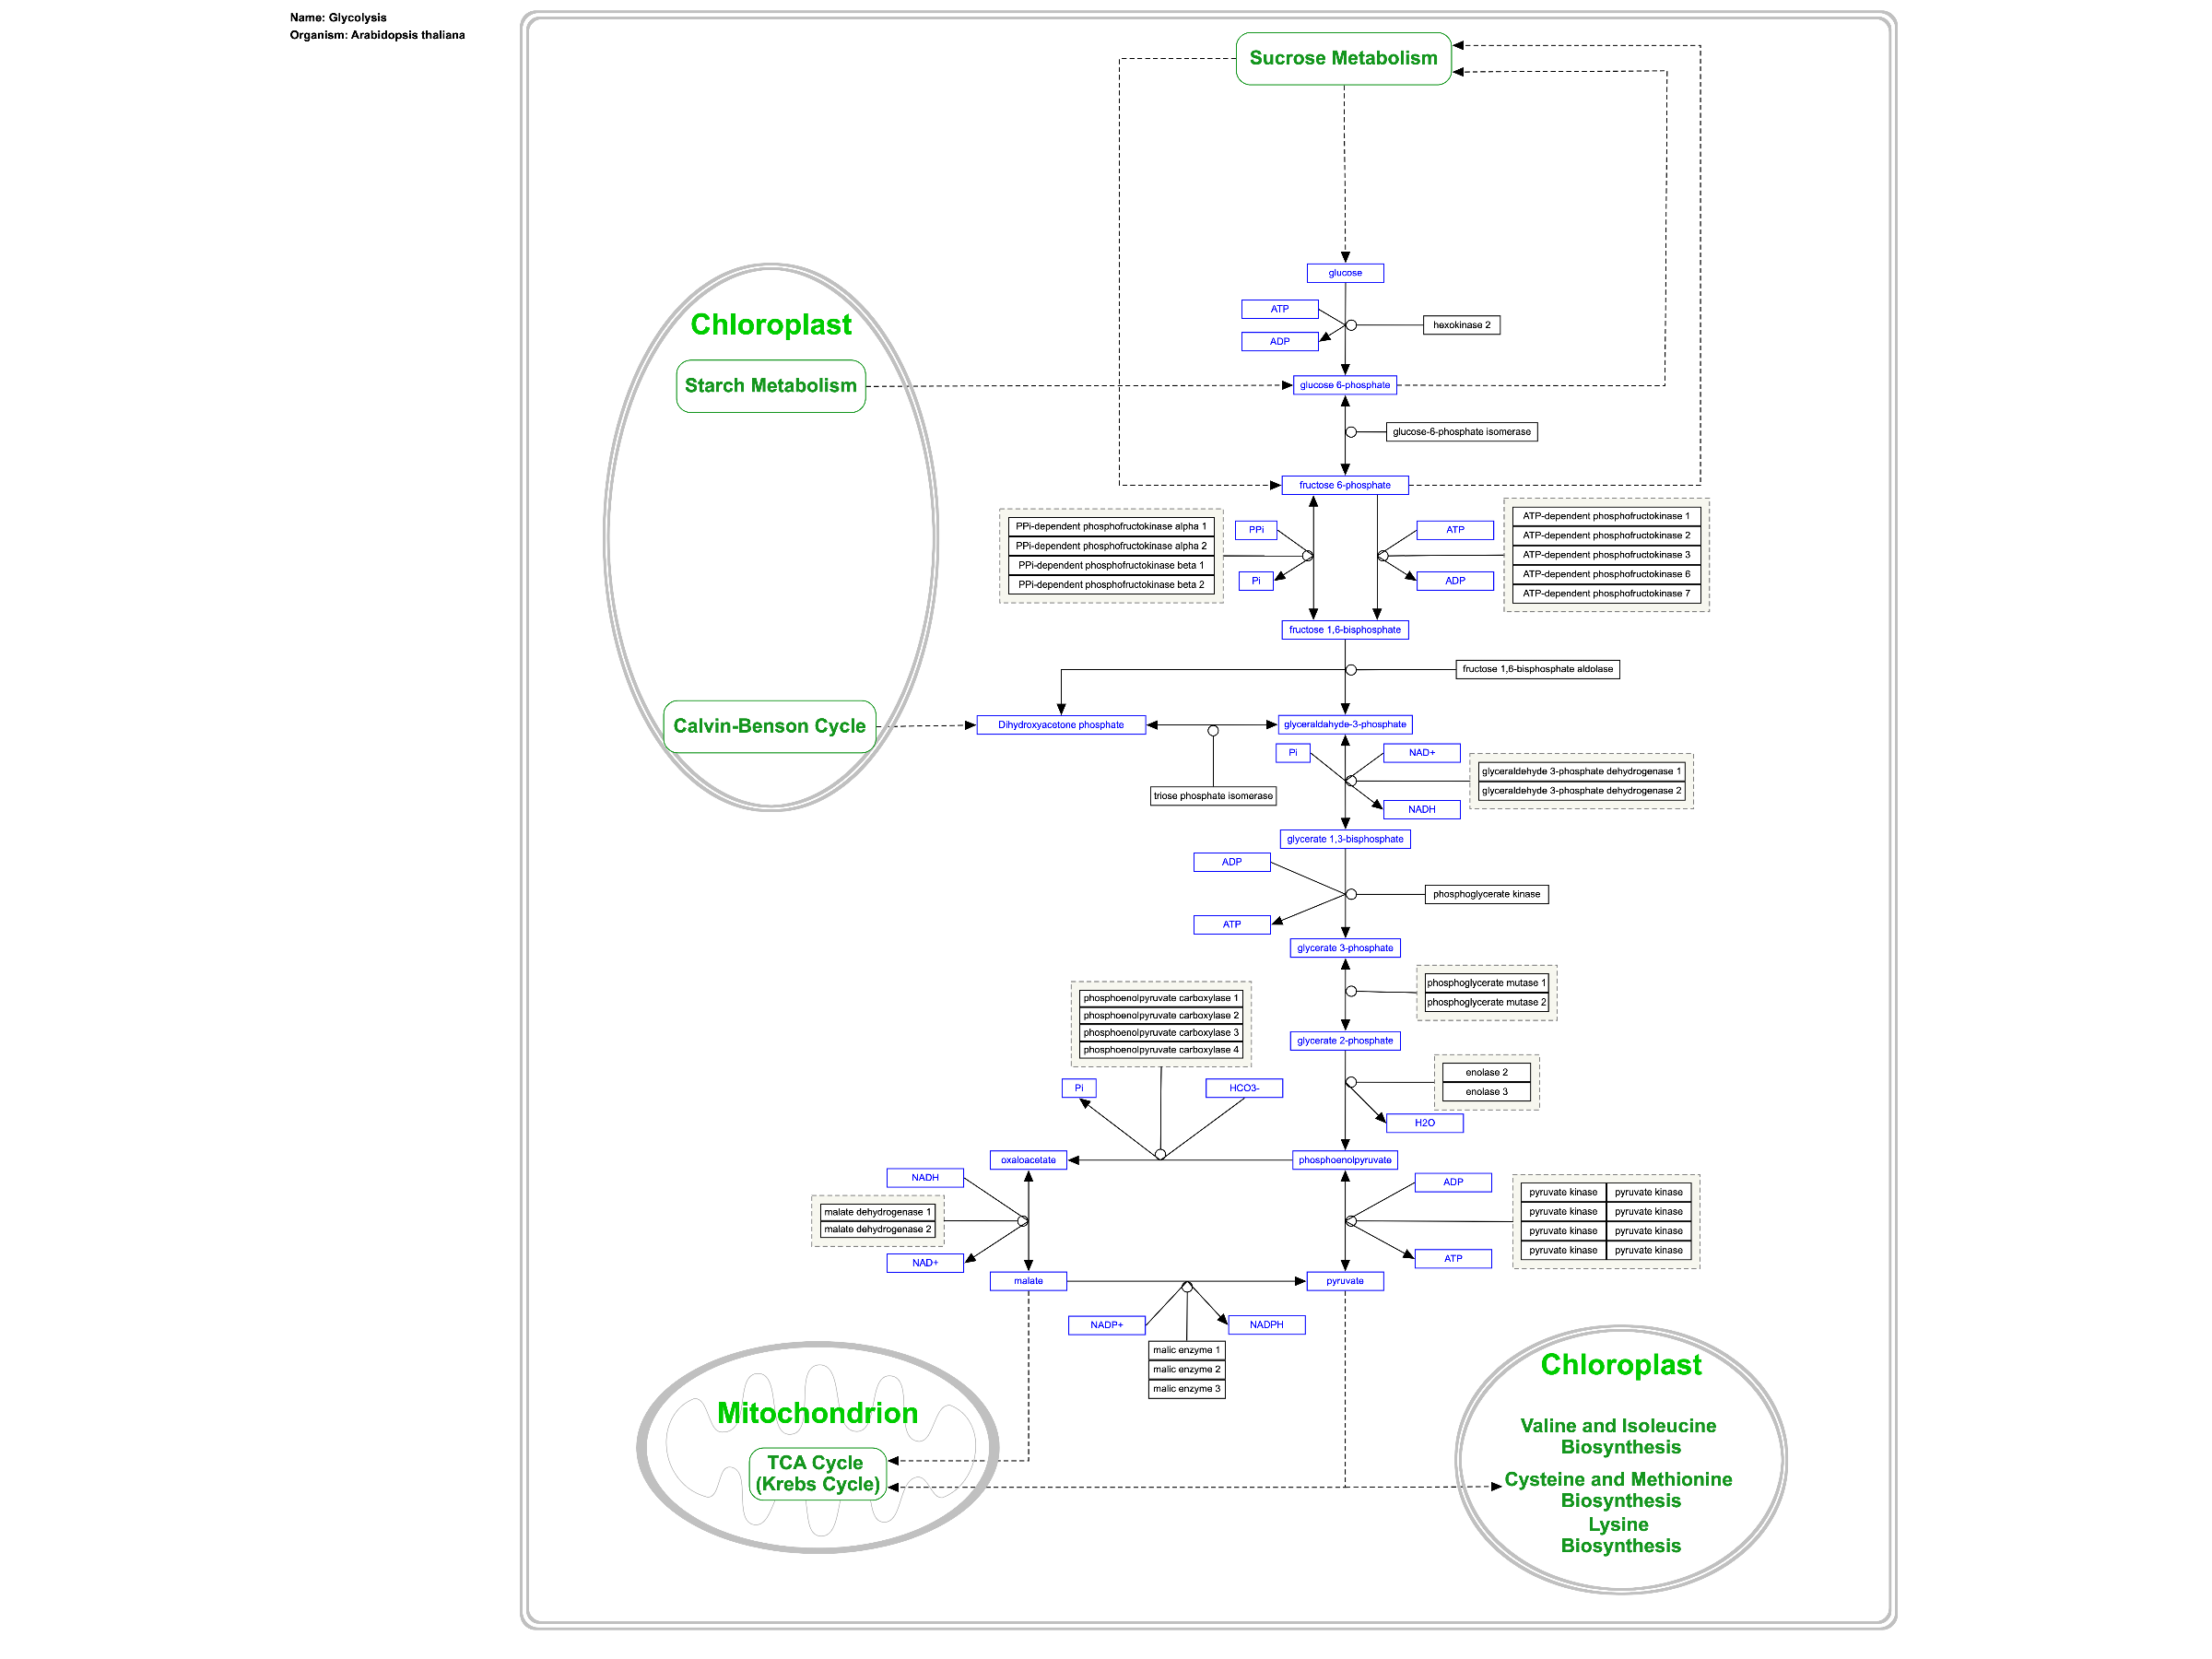 Name: Glycolysis
Organism: Arabidopsis thaliana
Sucrose Metabolism
glucose
Chloroplast
ATP
hexokinase 2
ADP
Starch Metabolism
glucose 6-phosphate
glucose-6-phosphate isomerase
fructose 6-phosphate
PPi-dependent phosphofructokinase alpha 1
PPi-dependent phosphofructokinase alpha 2
PPi-dependent phosphofructokinase beta 1
PPi-dependent phosphofructokinase beta 2
PPi
Pi
ATP
ADP
ATP-dependent phosphofructokinase 1
ATP-dependent phosphofructokinase 2
ATP-dependent phosphofructokinase 3
ATP-dependent phosphofructokinase 6
ATP-dependent phosphofructokinase 7
fructose 1,6-bisphosphate
fructose 1,6-bisphosphate aldolase
Calvin-Benson Cycle
Dihydroxyacetone phosphate
glyceraldahyde-3-phosphate
Pi
NAD+
glyceraldehyde 3-phosphate dehydrogenase 1
glyceraldehyde 3-phosphate dehydrogenase 2
triose phosphate isomerase
NADH
glycerate 1,3-bisphosphate
ADP
phosphoglycerate kinase
ATP
glycerate 3-phosphate
phosphoglycerate mutase 1
phosphoglycerate mutase 2
phosphoenolpyruvate carboxylase 1
phosphoenolpyruvate carboxylase 2
phosphoenolpyruvate carboxylase 3
phosphoenolpyruvate carboxylase 4
glycerate 2-phosphate
enolase 2
enolase 3
Pi
HCO3-
H2O
oxaloacetate
phosphoenolpyruvate
NADH
malate dehydrogenase 1
malate dehydrogenase 2
NAD+
ADP
pyruvate kinase pyruvate kinase
pyruvate kinase pyruvate kinase
pyruvate kinase pyruvate kinase
pyruvate kinase pyruvate kinase
ATP
malate
pyruvate
NADP+
NADPH
malic enzyme 1
malic enzyme 2
malic enzyme 3
Mitochondrion
TCA Cycle
(Krebs Cycle)
Chloroplast
Valine and Isoleucine
Biosynthesis
Cysteine and Methionine
Biosynthesis
Lysine
Biosynthesis